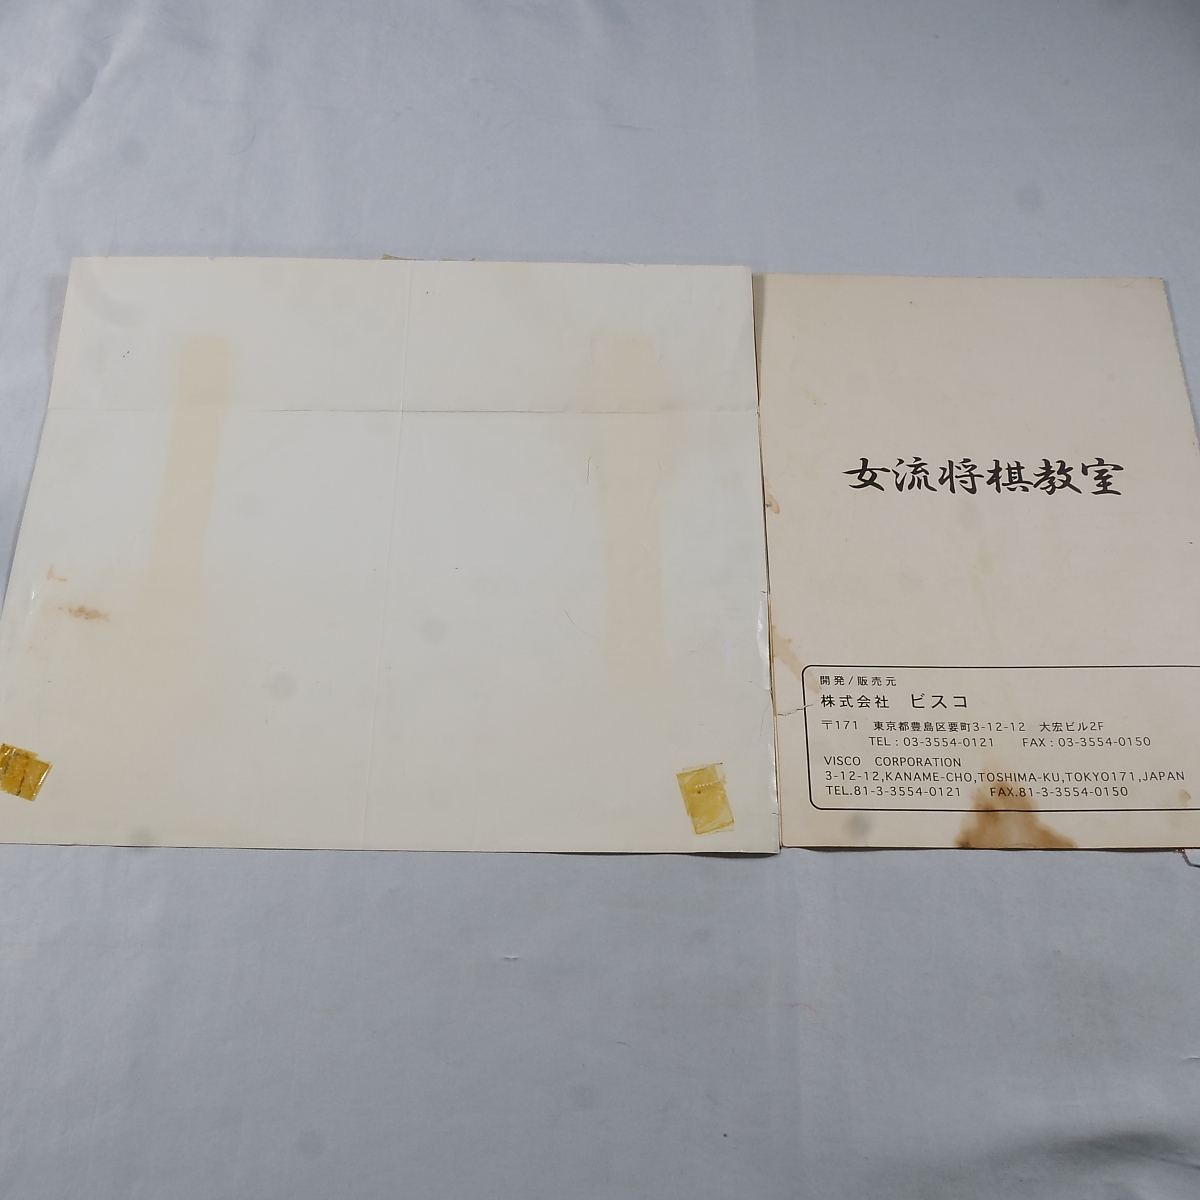 女流将棋教室
開発/販売元
株式会社 ビスコ
〒171 東京都豊島区要町3-12-12 大宏ビル2F
TEL：03-3554-0121 FAX：03-3554-0150
VISCO CORPORATION
3-12-12,KANAME-CHO,TOSHIMA-KU,TOKYO171,JAPAN
TEL.81-3-3554-0121 FAX.81-3-3554-0150